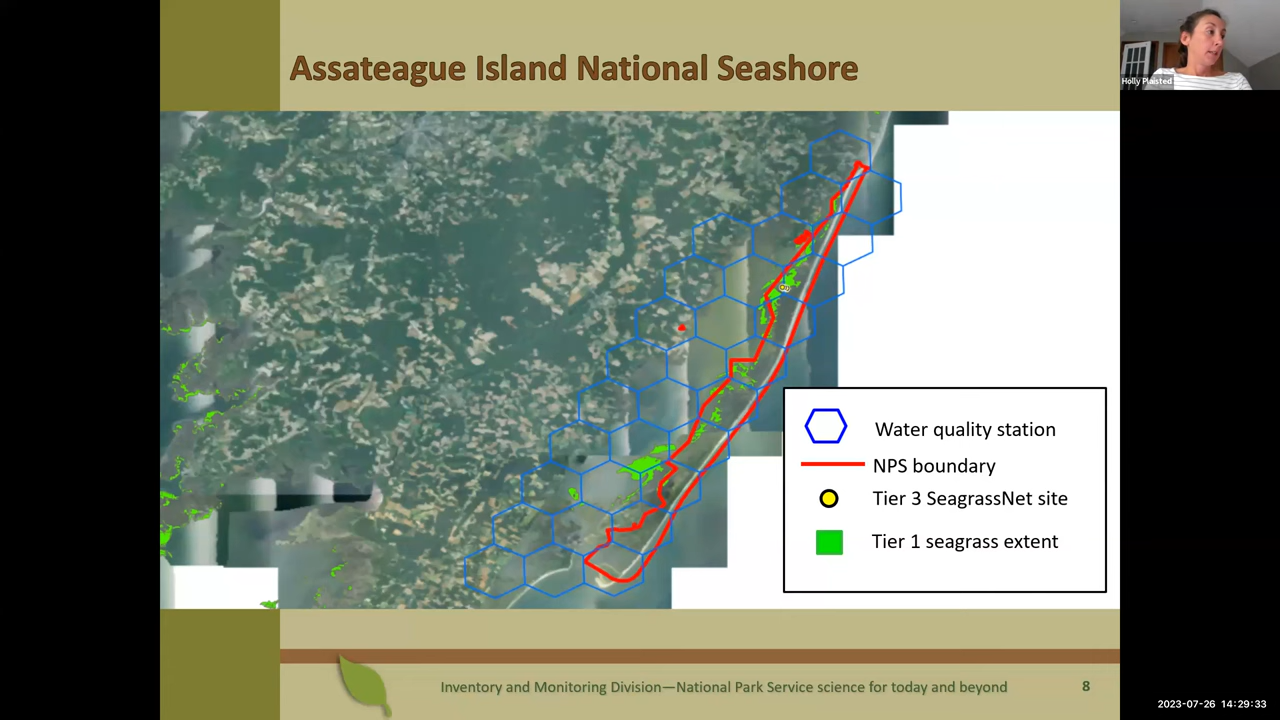 Assateague Island National Seashore
Holly Plaisted
Water quality station
NPS boundary
Tier 3 SeagrassNet site
Tier 1 seagrass extent
Inventory and Monitoring Division—National Park Service science for today and beyond
8
2023-07-26 14:29:33